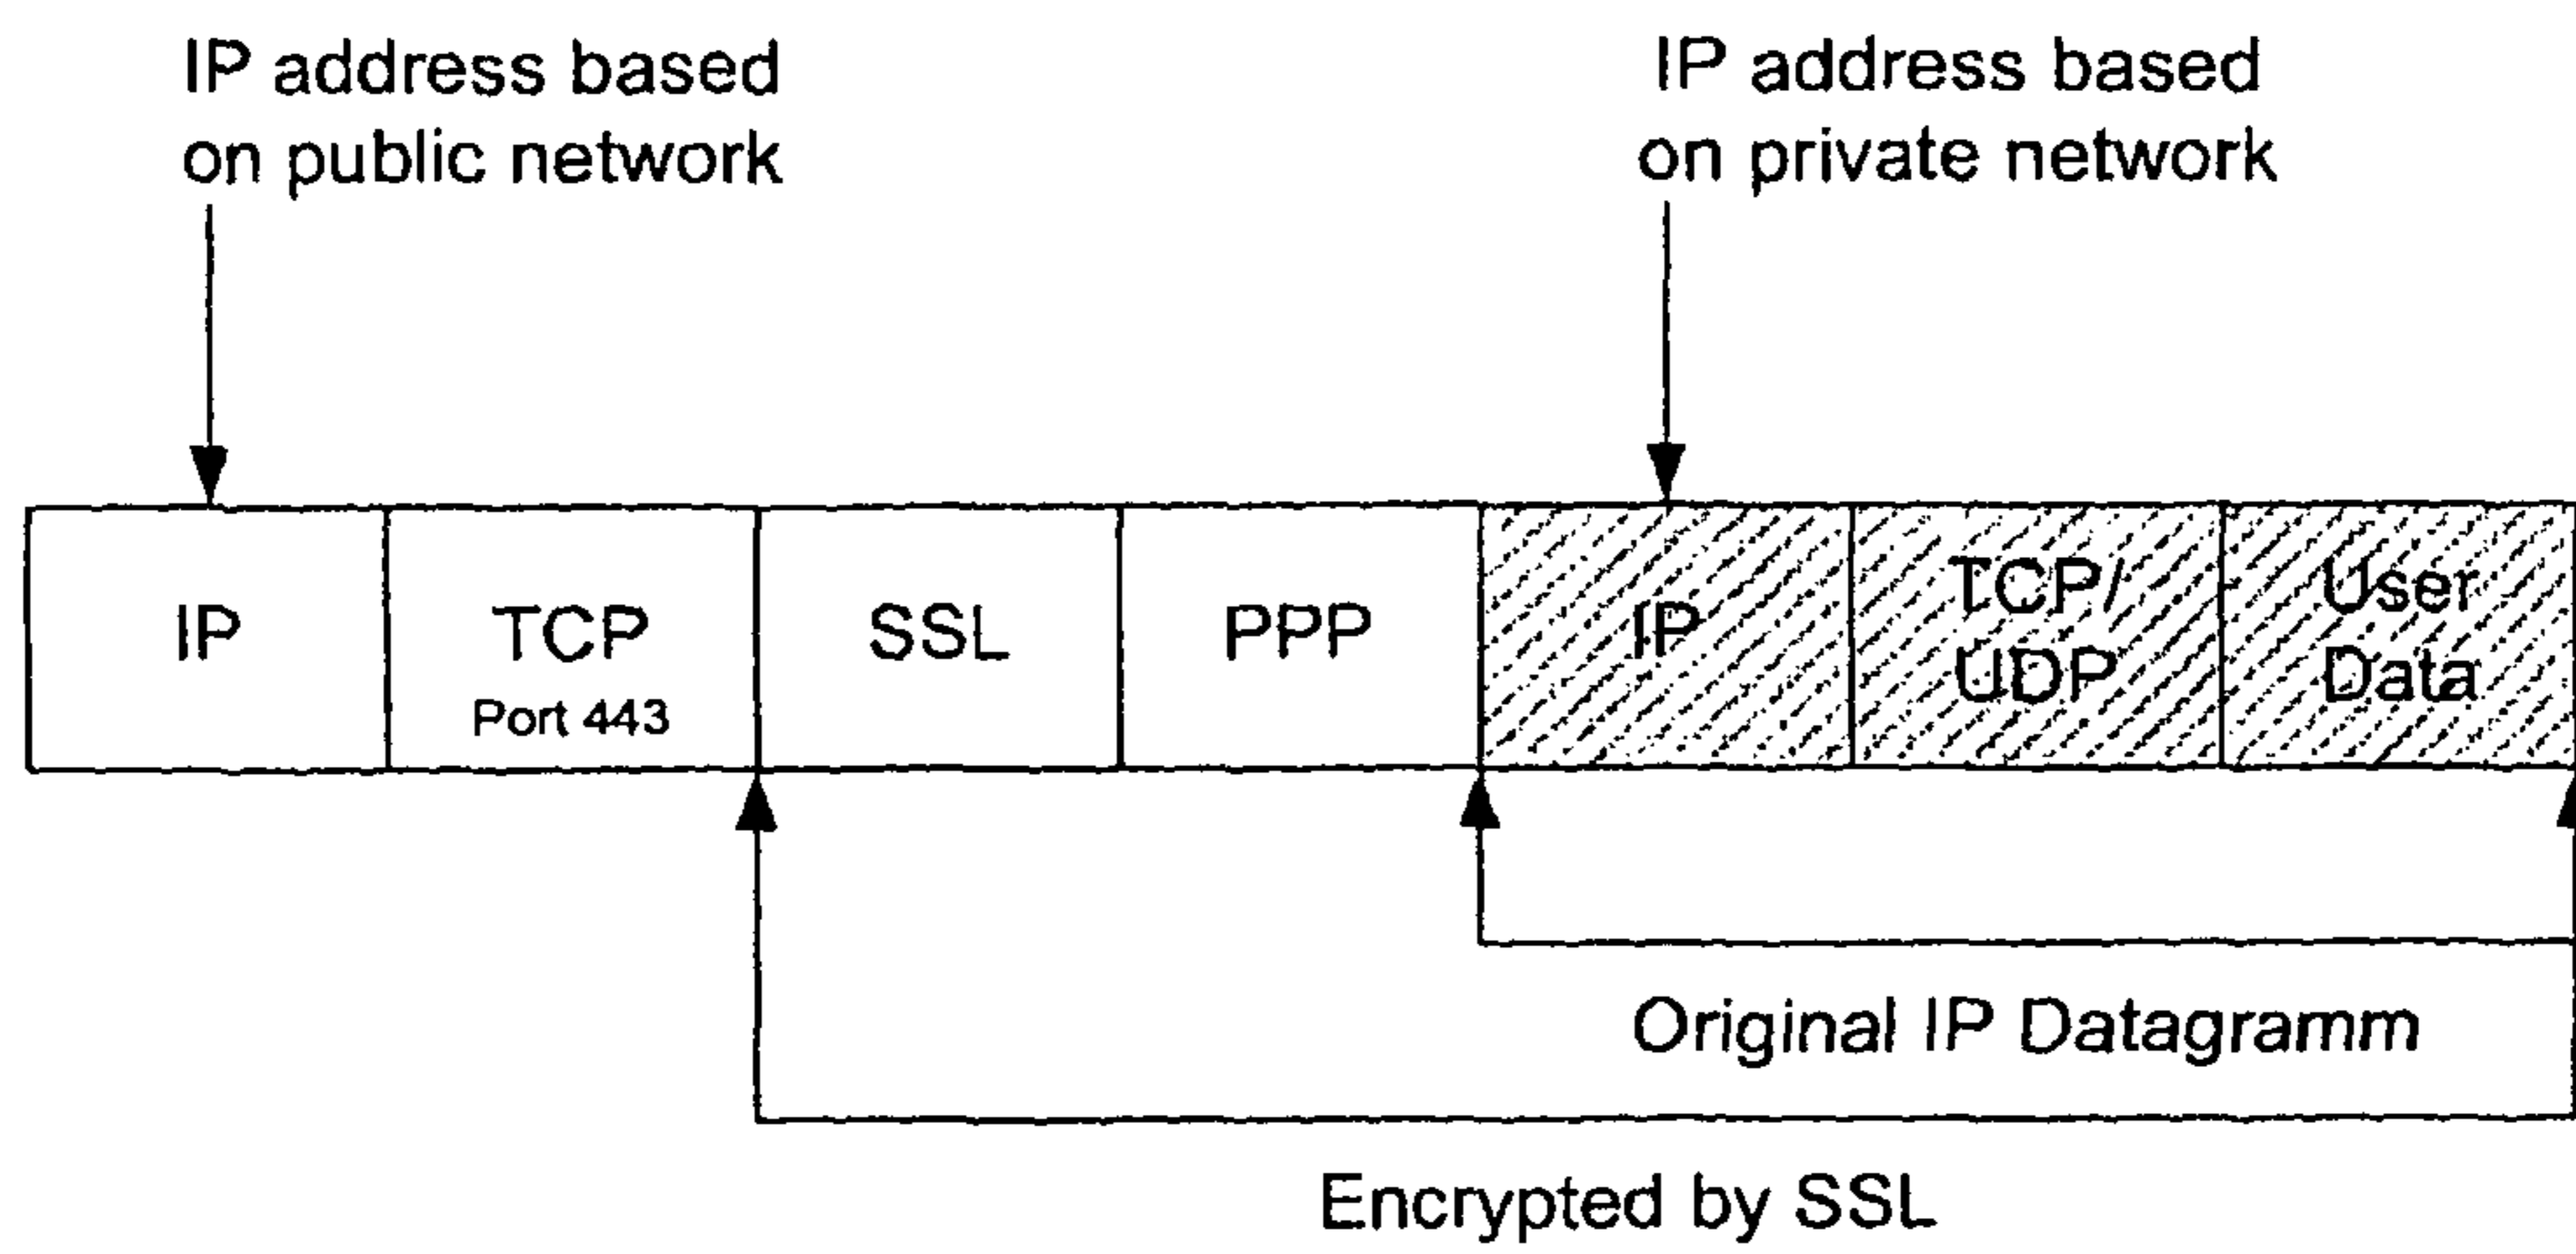 IP address based
on public network
IP address based
on private network
IP
TCP
Port 443
SSL
PPP
IP
TCP/
UDP
User
Data
Original IP Datagramm
Encrypted by SSL